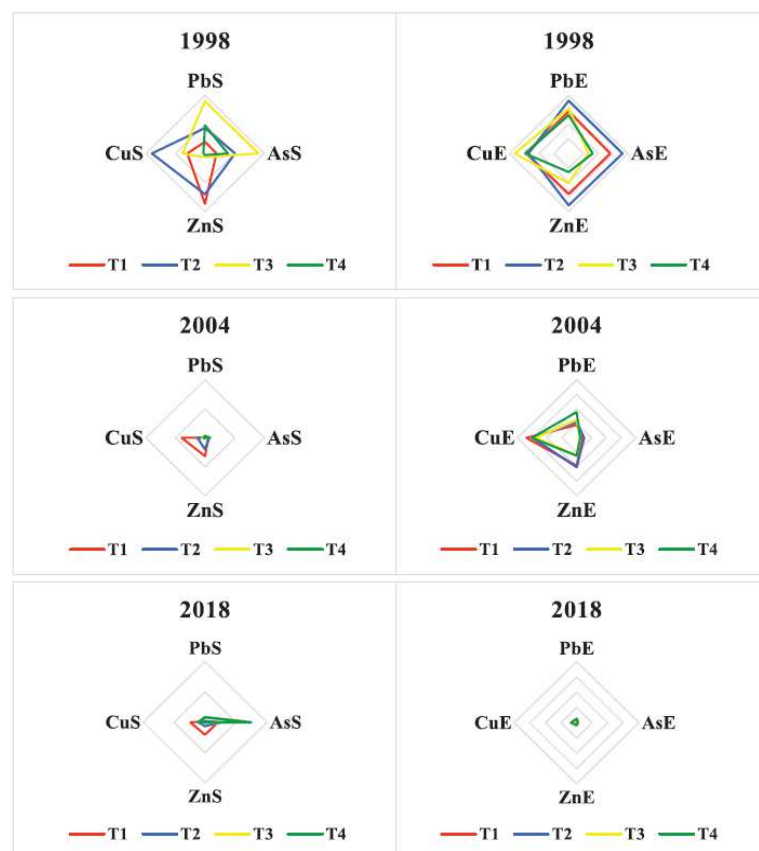 1998
PbS
CuS
AsS
ZnS
T1 T2 T3 T4
1998
PbE
CuE
AsE
ZnE
T1 T2 T3 T4
2004
PbS
CuS
AsS
ZnS
T1 T2 T3 T4
2004
PbE
CuE
AsE
ZnE
T1 T2 T3 T4
2018
PbS
CuS
AsS
ZnS
T1 T2 T3 T4
2018
PbE
CuE
AsE
ZnE
T1 T2 T3 T4